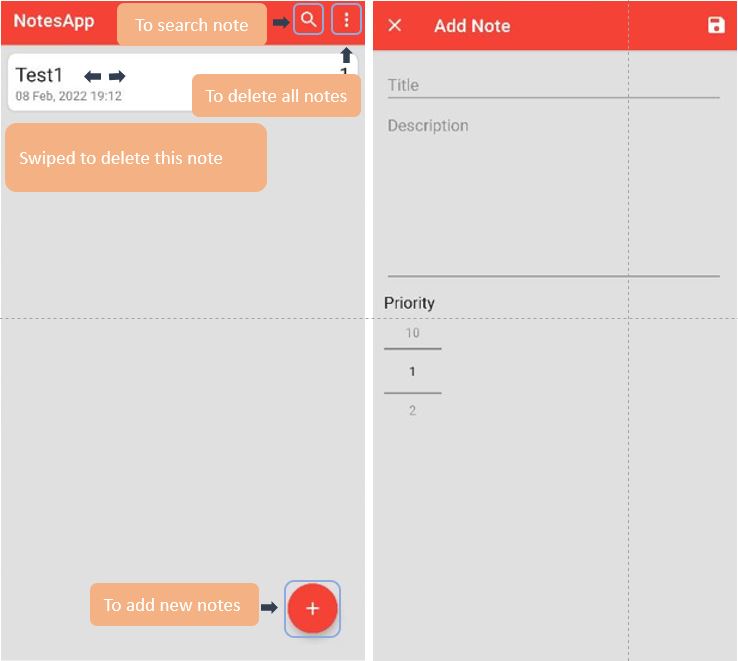 NotesApp
To search note
Test1
1
08 Feb, 2022 19:12
To delete all notes
Swiped to delete this note
To add new notes
Add Note
Title
Description
Priority
10
1
2